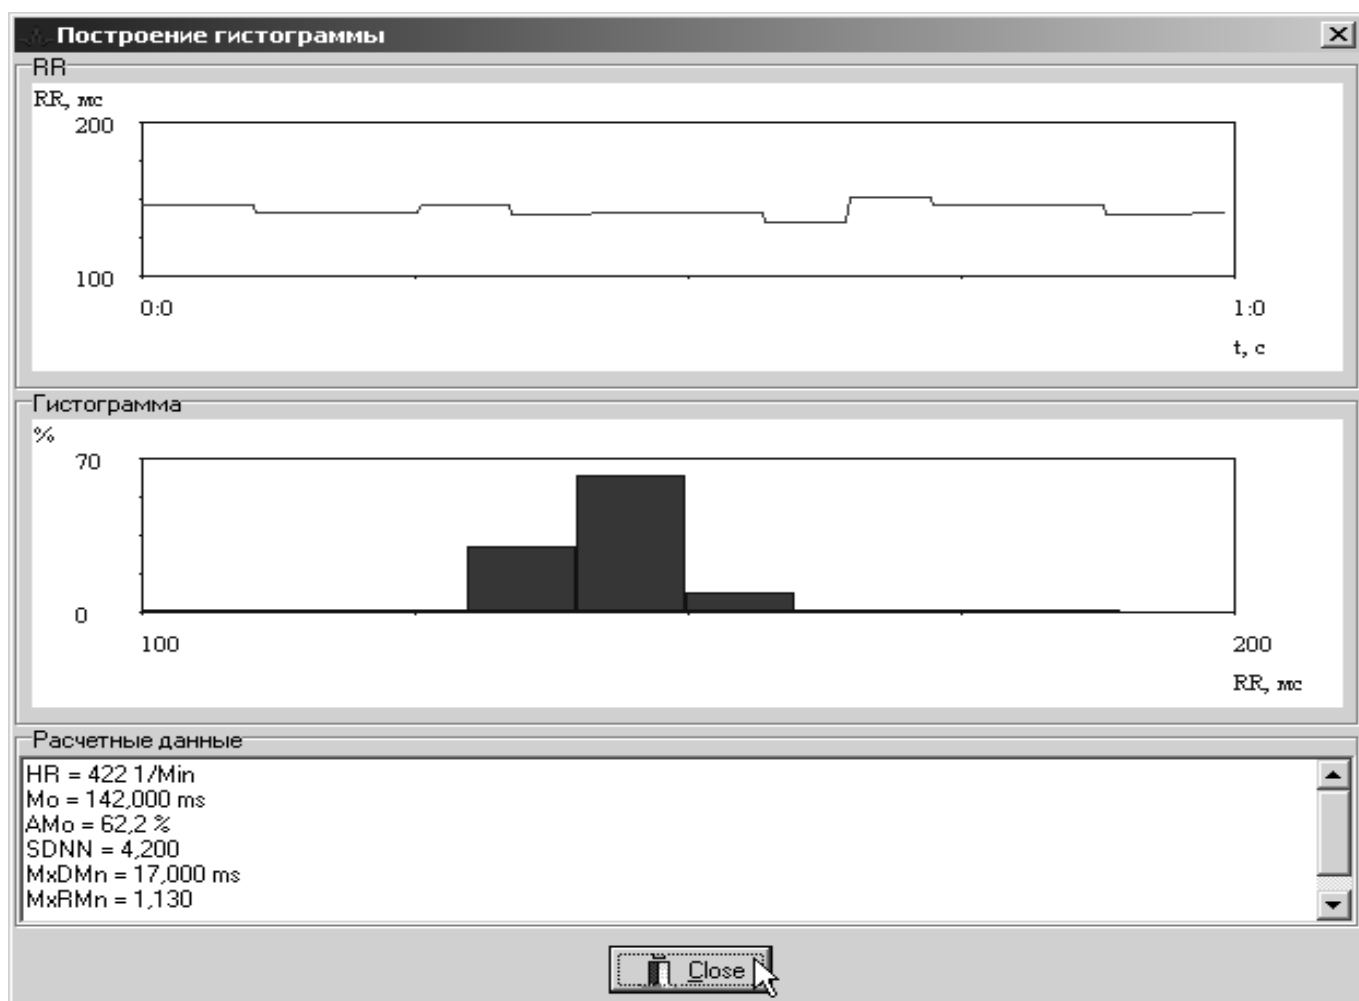 Построение гистограммы
RR
RR, мс
200
100
0:0 1:0
t, с
Гистограмма
%
70
0
100 200
RR, мс
Расчетные данные
HR = 422 1/Min
Mo = 142,000 ms
AMo = 62,2 %
SDNN = 4,200
MxDMn = 17,000 ms
MxRMn = 1,130
Close